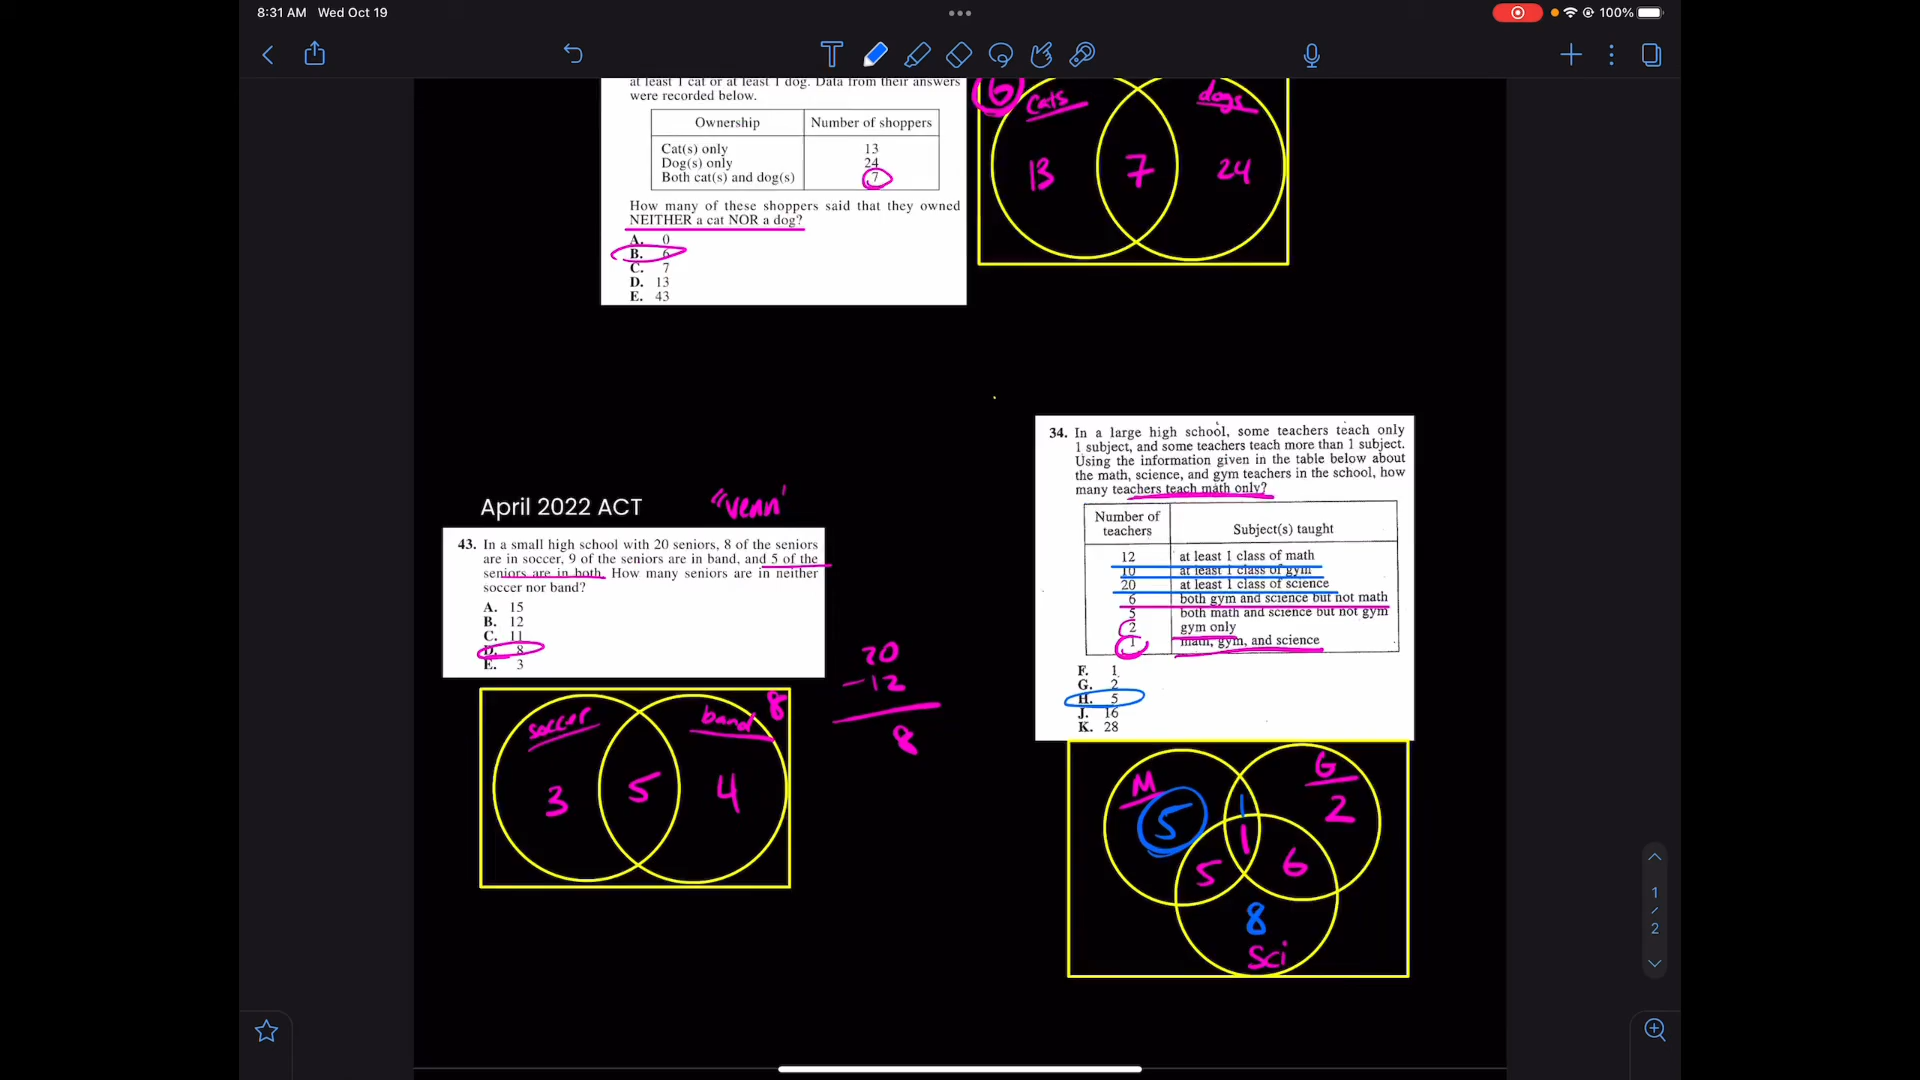 8:31 AM Wed Oct 19
100%
at least 1 cat or at least 1 dog. Data from their answers
were recorded below.
Ownership Number of shoppers
Cat(s) only 13
Dog(s) only 24
Both cat(s) and dog(s) 7
How many of these shoppers said that they owned
NEITHER a cat NOR a dog?
A. 0
B. 6
C. 7
D. 13
E. 43
6 cats dogs
13 7 24
April 2022 ACT "venn"
43. In a small high school with 20 seniors, 8 of the seniors
are in soccer, 9 of the seniors are in band, and 5 of the
seniors are in both. How many seniors are in neither
soccer nor band?
A. 15
B. 12
C. 11
D. 8
E. 3
20
-12
8
soccer band 8
3 5 4
34. In a large high school, some teachers teach only
1 subject, and some teachers teach more than 1 subject.
Using the information given in the table below about
the math, science, and gym teachers in the school, how
many teachers teach math only?
Number of
teachers Subject(s) taught
12 at least 1 class of math
10 at least 1 class of gym
20 at least 1 class of science
6 both gym and science but not math
5 both math and science but not gym
2 gym only
1 math, gym, and science
F. 1
G. 2
H. 5
J. 16
K. 28
M G
5 1 2
1
5 6
8
Sci
1
/
2